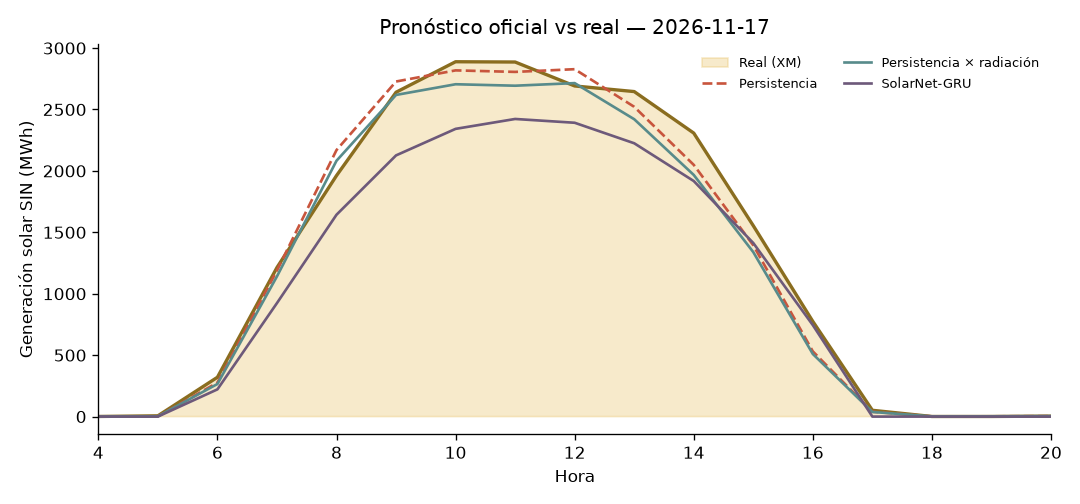 Pronóstico oficial vs real — 2026-11-17
Real (XM)
Persistencia
Persistencia × radiación
SolarNet-GRU
Generación solar SIN (MWh)
3000
2500
2000
1500
1000
500
0
4 6 8 10 12 14 16 18 20
Hora